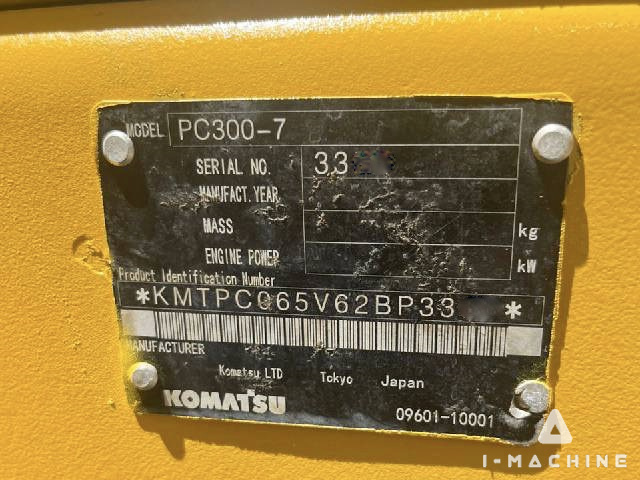 MODEL PC300-7
SERIAL NO. 33
MANUFACT. YEAR
MASS kg
ENGINE POWER kW
Product Identification Number
*KMTPC065V62BP33 *
MANUFACTURER
Komatsu LTD Tokyo Japan
KOMATSU 09601-10001
I-MACHINE